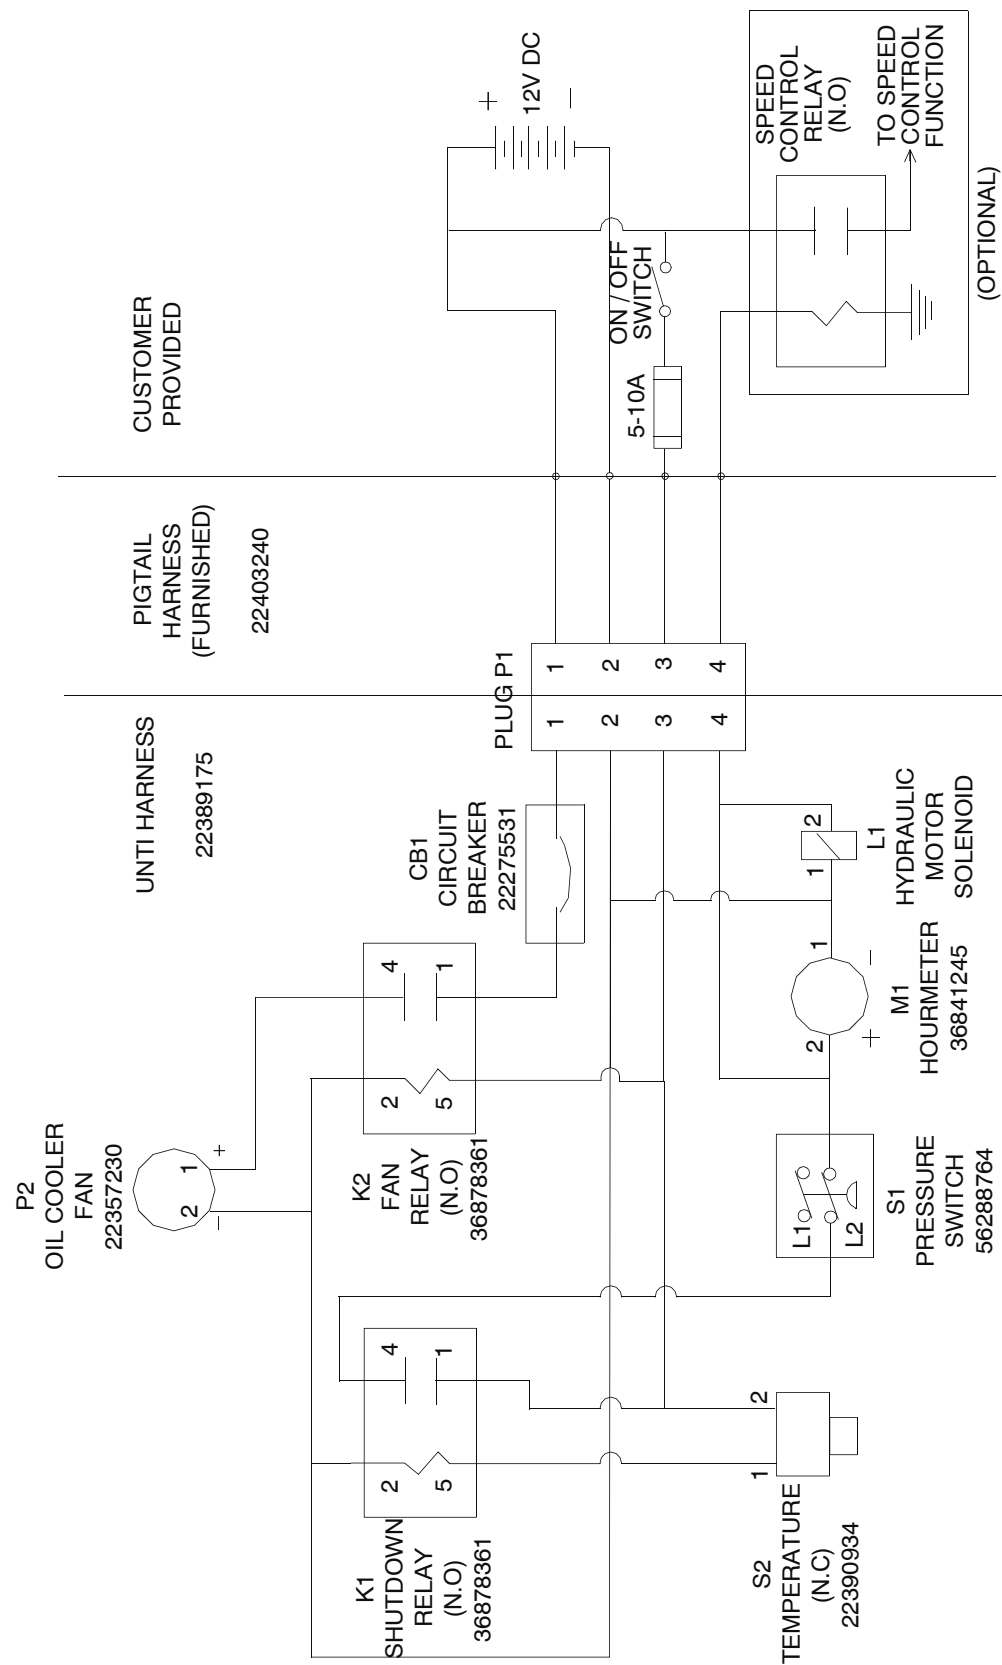 UNTI HARNESS
22389175
PIGTAIL
HARNESS
(FURNISHED)
22403240
CUSTOMER
PROVIDED
P2
OIL COOLER
FAN
22357230
2
1
–
+
K1
SHUTDOWN
RELAY
(N.O)
36878361
2
5
4
1
K2
FAN
RELAY
(N.O)
36878361
2
5
4
1
CB1
CIRCUIT
BREAKER
22275531
PLUG P1
1
1
2
2
3
3
4
4
+
12V DC
–
ON / OFF
SWITCH
5-10A
SPEED
CONTROL
RELAY
(N.O)
TO SPEED
CONTROL
FUNCTION
(OPTIONAL)
S2
TEMPERATURE
(N.C)
22390934
1
2
L1
L2
S1
PRESSURE
SWITCH
56288764
2
1
+
–
M1
HOURMETER
36841245
1
2
L1
HYDRAULIC
MOTOR
SOLENOID